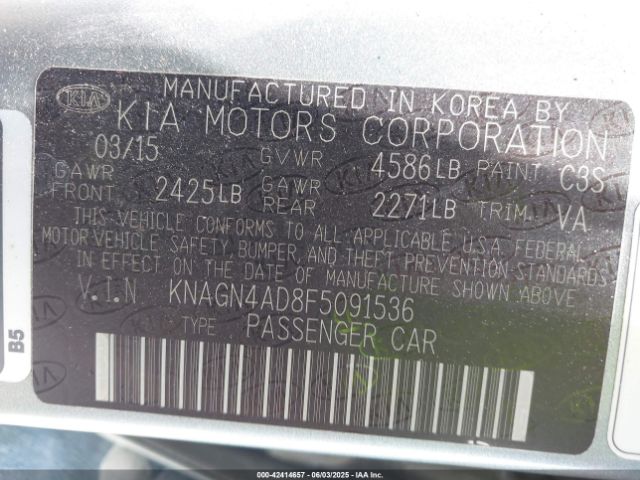 KIA
MANUFACTURED IN KOREA BY
KIA MOTORS CORPORATION
03/15 GVWR 4586LB PAINT C3S
GAWR FRONT 2425LB GAWR REAR 2271LB TRIM VA
THIS VEHICLE CONFORMS TO ALL APPLICABLE U.S.A. FEDERAL
MOTOR VEHICLE SAFETY, BUMPER, AND THEFT PREVENTION STANDARDS
IN EFFECT ON THE DATE OF MANUFACTURE SHOWN ABOVE
V.I.N KNAGN4AD8F5091536
TYPE PASSENGER CAR
B5
000-42414657 - 06/03/2025 - IAAI.COM